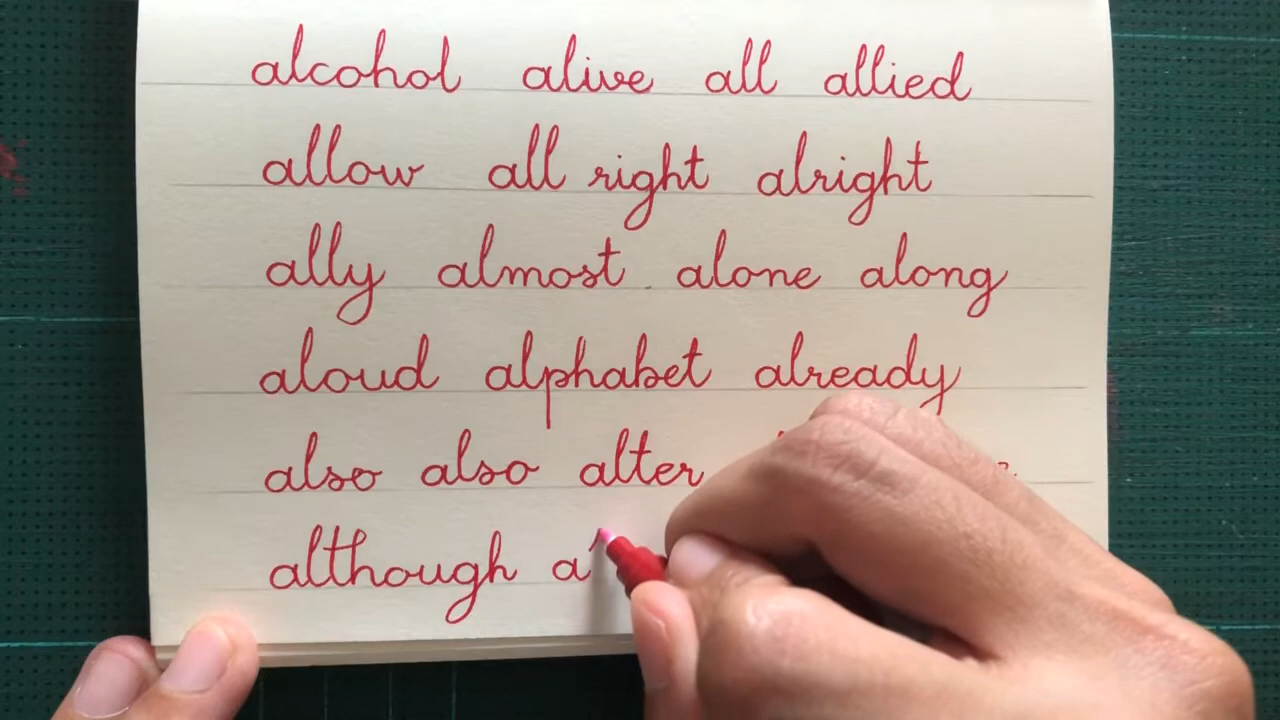 alcohol alive all allied
allow all right alright
ally almost alone along
aloud alphabet already
also also alter
although a